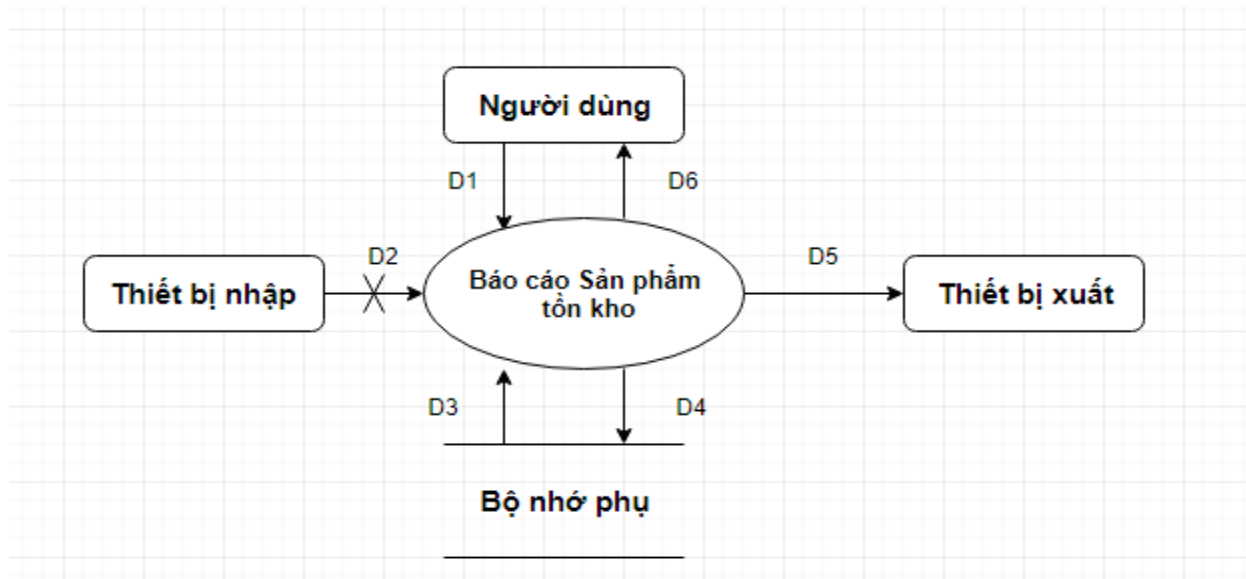 Người dùng
D1
D6
D2
D5
Thiết bị nhập
Báo cáo Sản phẩm
tồn kho
Thiết bị xuất
D3
D4
Bộ nhớ phụ